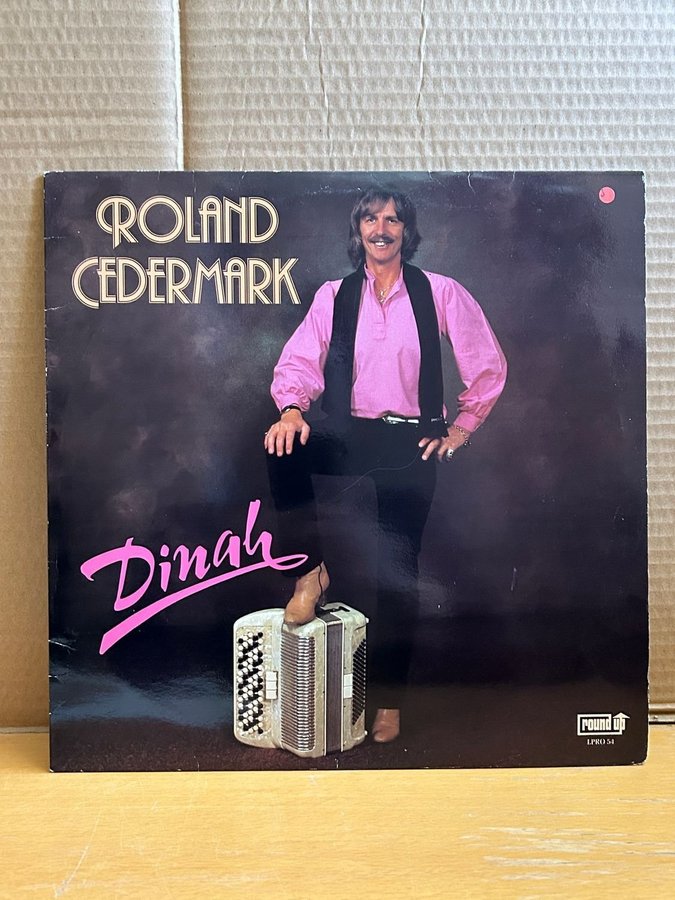 ROLAND
CEDERMARK
Dinah
round up
LPRO 54